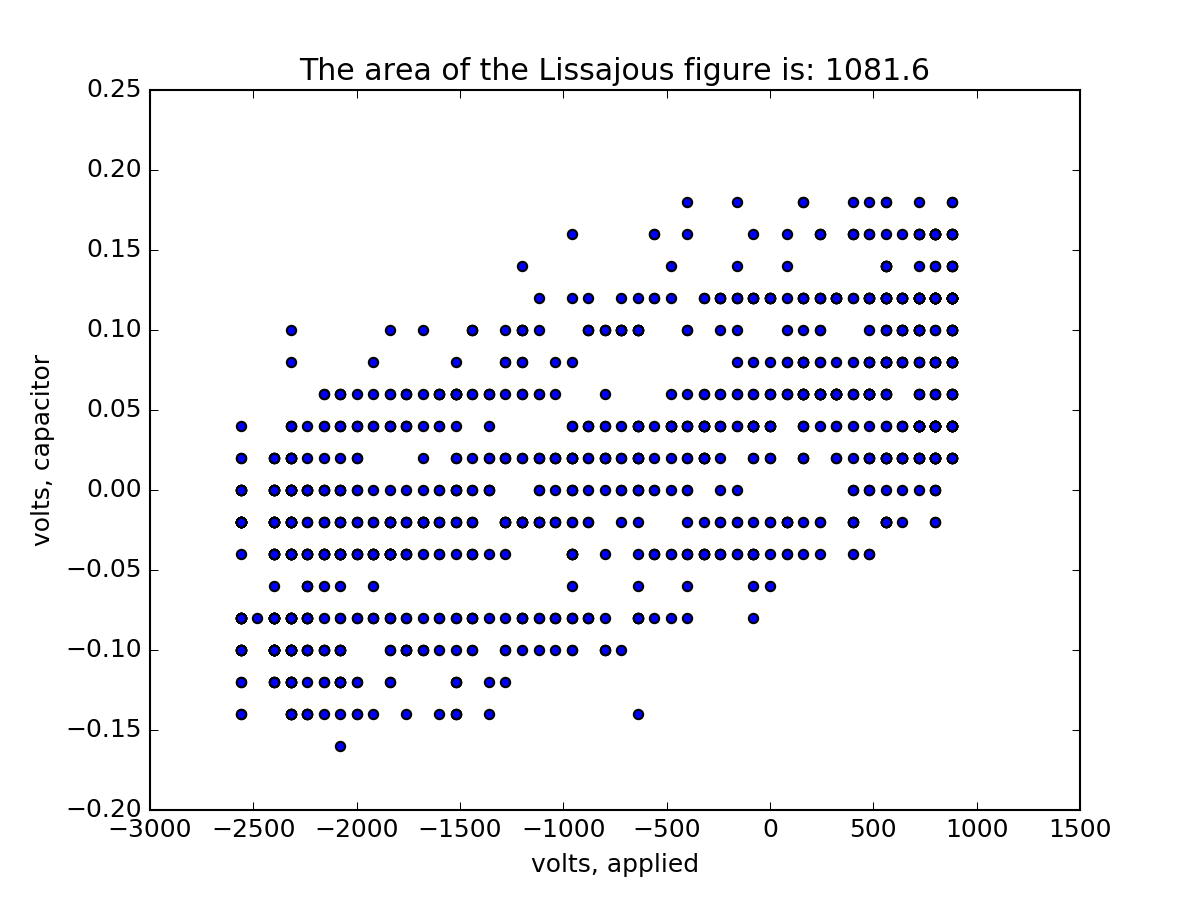 The area of the Lissajous figure is: 1081.6
0.25
0.20
0.15
0.10
0.05
0.00
−0.05
−0.10
−0.15
−0.20
volts, capacitor
−3000 −2500 −2000 −1500 −1000 −500 0 500 1000 1500
volts, applied